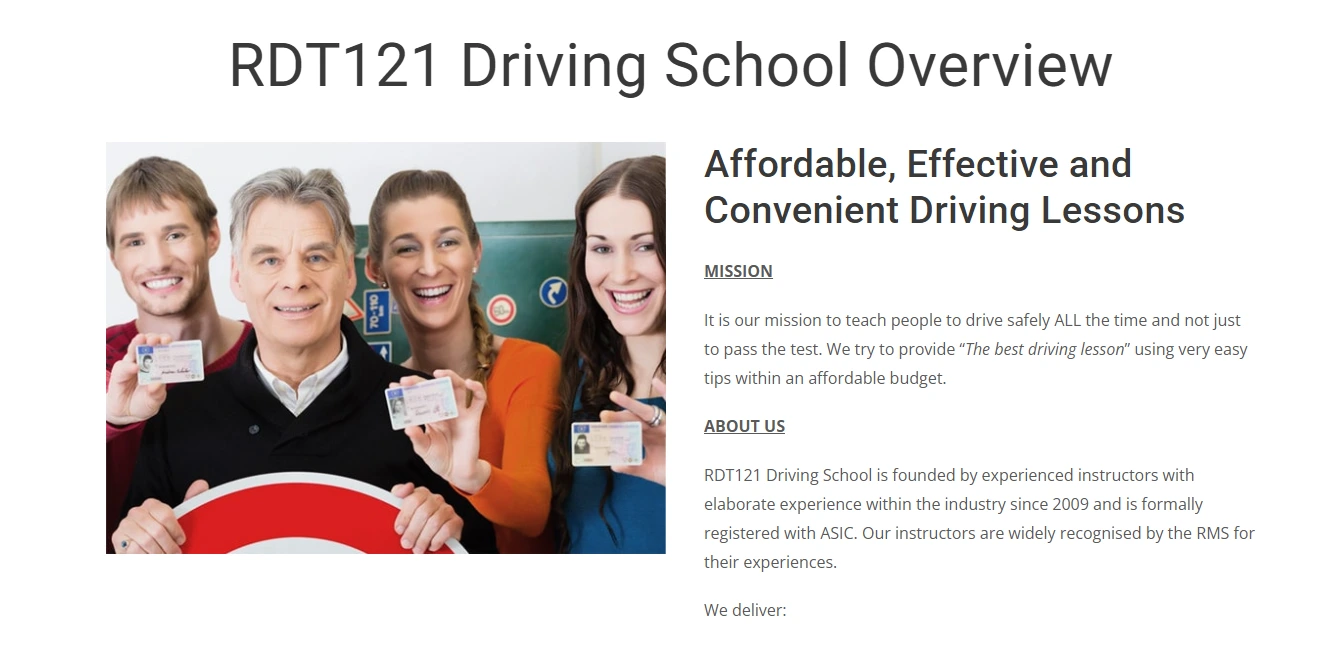 RDT121 Driving School Overview
Affordable, Effective and
Convenient Driving Lessons
MISSION
It is our mission to teach people to drive safely ALL the time and not just
to pass the test. We try to provide “The best driving lesson” using very easy
tips within an affordable budget.
ABOUT US
RDT121 Driving School is founded by experienced instructors with
elaborate experience within the industry since 2009 and is formally
registered with ASIC. Our instructors are widely recognised by the RMS for
their experiences.
We deliver:
70-110
km